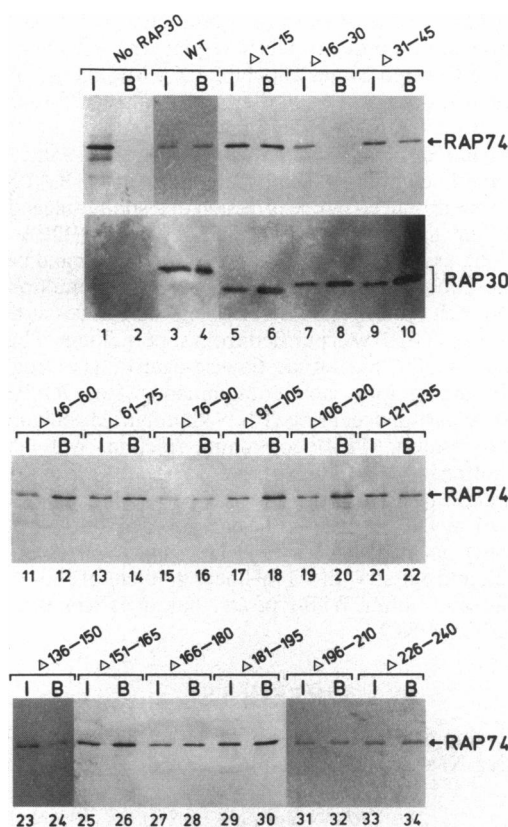 No RAP30 WT △ 1–15 △ 16–30 △ 31–45
I B I B I B I B I B
←RAP74
RAP30
1 2 3 4 5 6 7 8 9 10
△ 46–60 △ 61–75 △ 76–90 △ 91–105 △106–120 △121–135
I B I B I B I B I B I B
←RAP74
11 12 13 14 15 16 17 18 19 20 21 22
△136–150 △151–165 △166–180 △181–195 △196–210 △226–240
I B I B I B I B I B I B
←RAP74
23 24 25 26 27 28 29 30 31 32 33 34